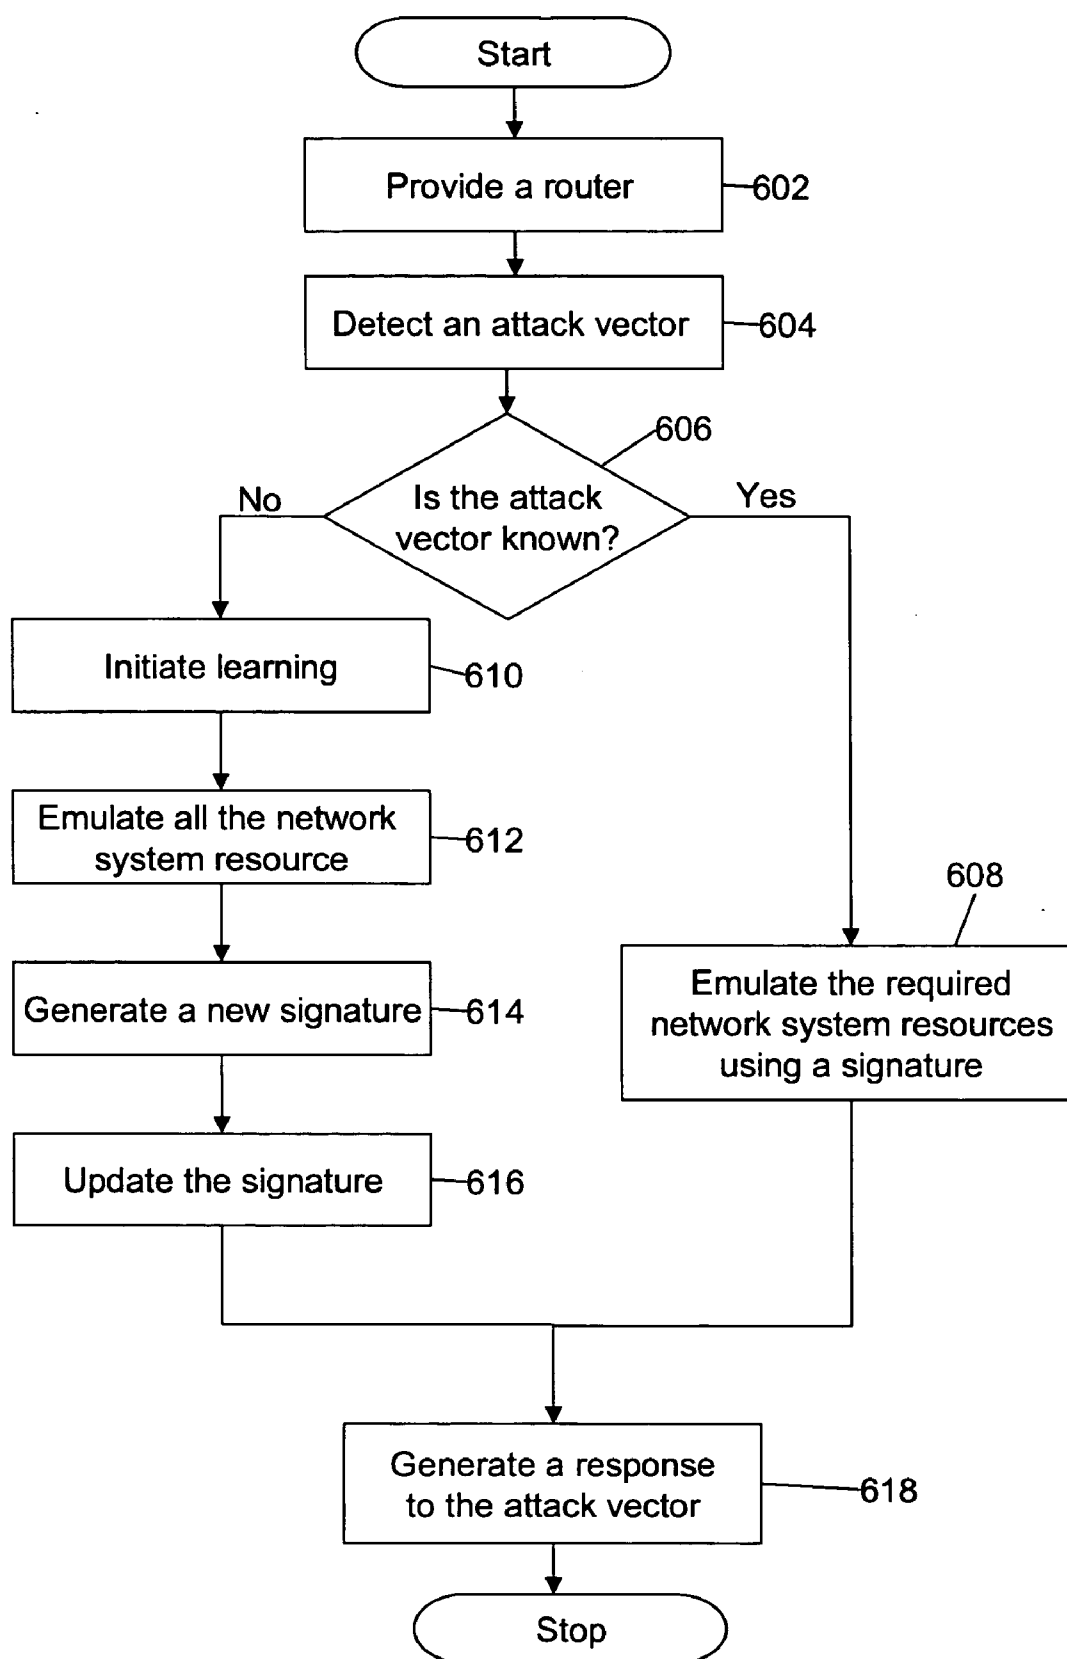 Start
Provide a router
602
Detect an attack vector
604
606
Is the attack
vector known?
No
Yes
Initiate learning
610
Emulate all the network
system resource
612
608
Emulate the required
network system resources
using a signature
Generate a new signature
614
Update the signature
616
Generate a response
to the attack vector
618
Stop